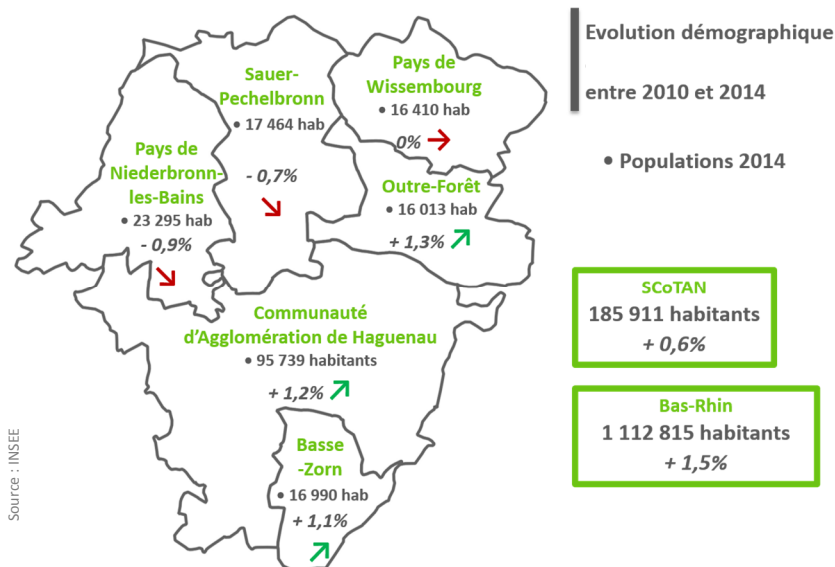 Evolution démographique
entre 2010 et 2014
• Populations 2014
Pays de
Wissembourg
• 16 410 hab
0%
Sauer-
Pechelbronn
• 17 464 hab
- 0,7%
Pays de
Niederbronn-
les-Bains
• 23 295 hab
- 0,9%
Outre-Forêt
• 16 013 hab
+ 1,3%
Communauté
d'Agglomération de Haguenau
• 95 739 habitants
+ 1,2%
Basse
-Zorn
• 16 990 hab
+ 1,1%
SCoTAN
185 911 habitants
+ 0,6%
Bas-Rhin
1 112 815 habitants
+ 1,5%
Source : INSEE